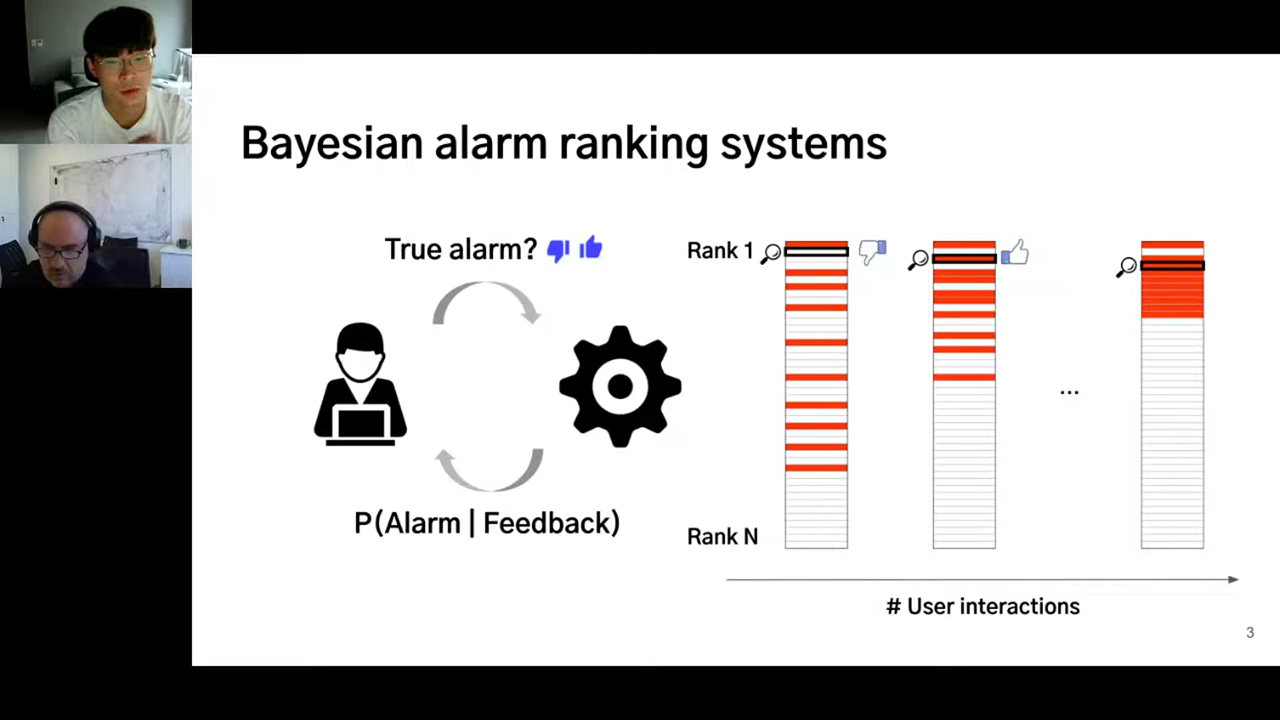 Bayesian alarm ranking systems
True alarm?
Rank 1
...
P(Alarm | Feedback)
Rank N
# User interactions
3